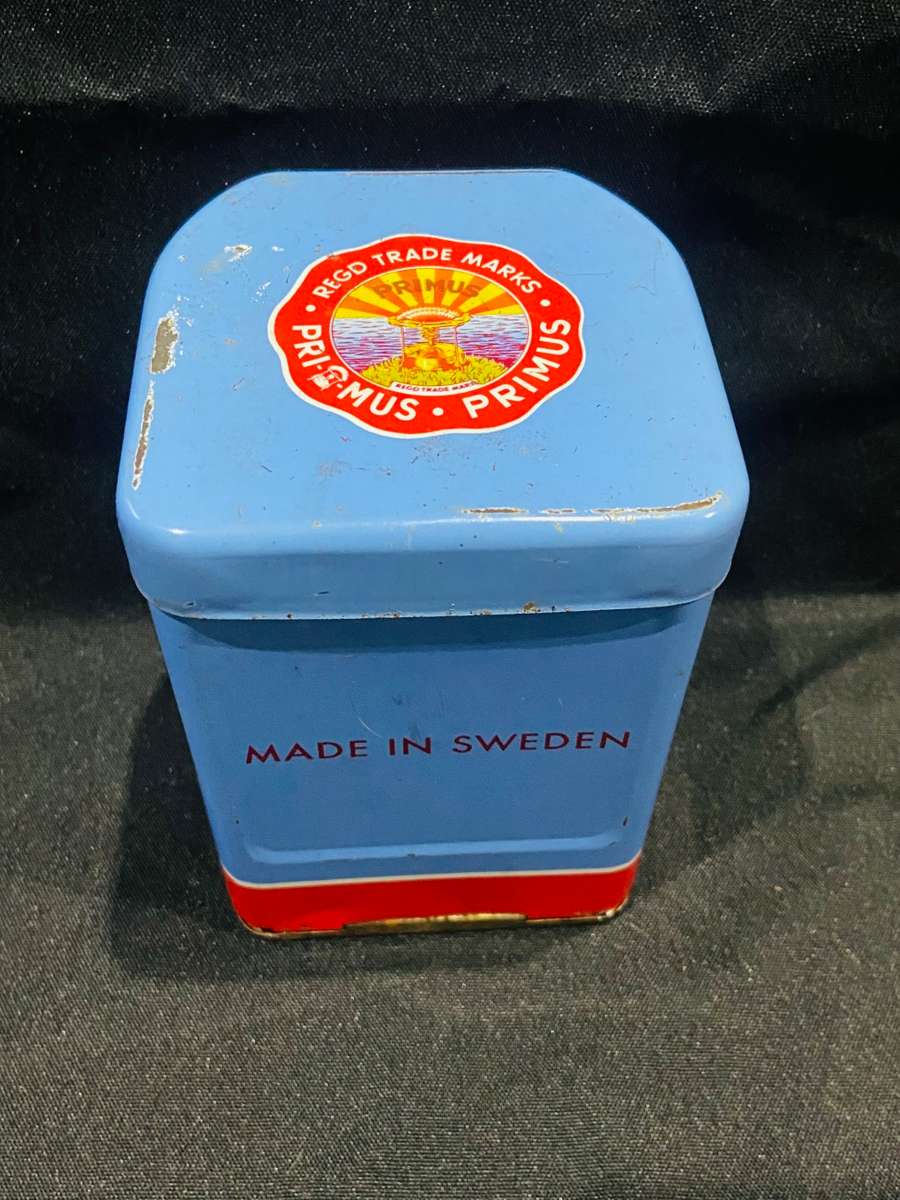 • REGD TRADE MARKS •
PRIMUS
REGD TRADE MARK
PRI-MUS • PRIMUS
MADE IN SWEDEN